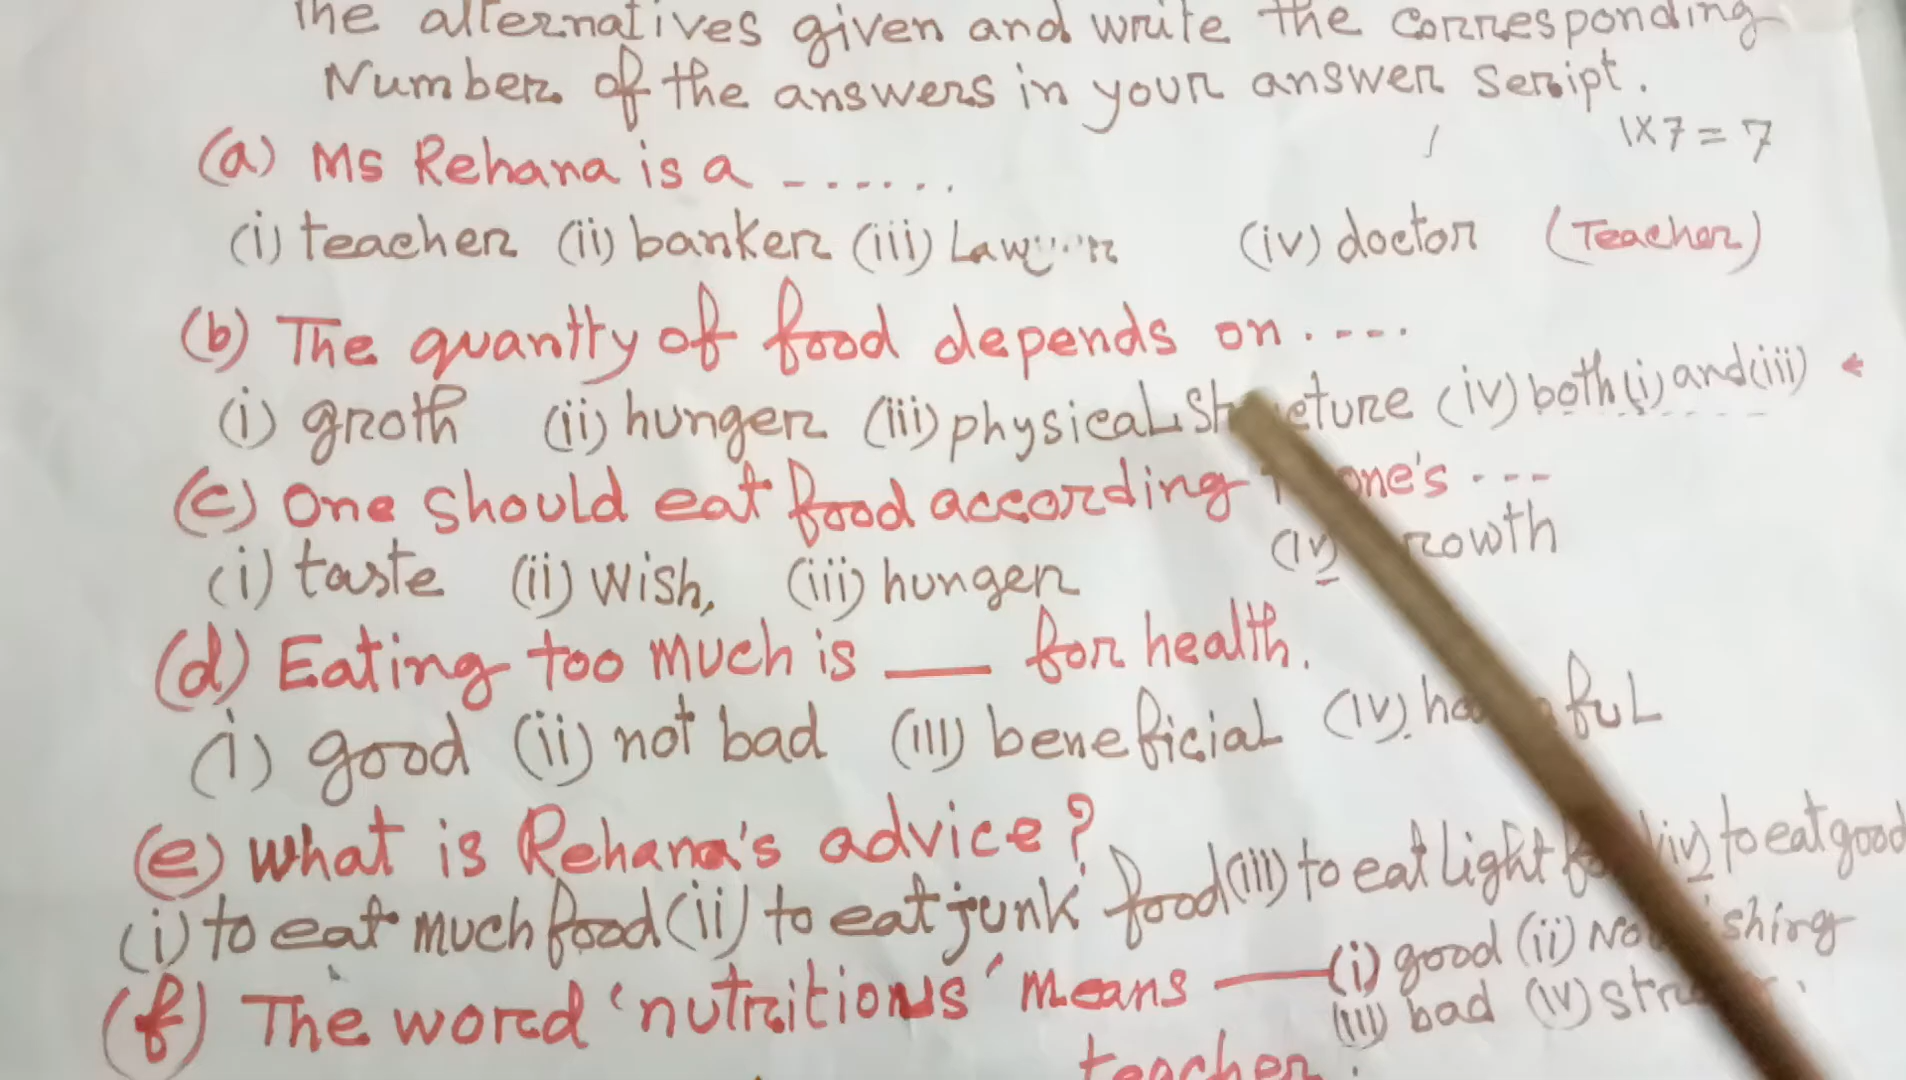 The alternatives given and write the corresponding
Number of the answers in your answer script.
1x7=7
(a) Ms Rehana is a ......
(i) teacher (ii) banker (iii) (iv) doctor (Teacher)
(b) The quantty of food depends on ....
(i) groth (ii) hunger (iii) physical (iv) both (i) and (iii)
(c) One should eat food according one's ---
(i) taste (ii) wish, (iii) hunger (iv)
(d) Eating too much is ___ for health.
(i) good (ii) not bad (iii) beneficial (iv)
(e) What is Rehana's advice?
(i) to eat much food (ii) to eat junk food (iii) to eat light (iv) to eat good
(f) The word 'nutritions' means — (i) good (ii)
(iii) bad (iv)
teacher.